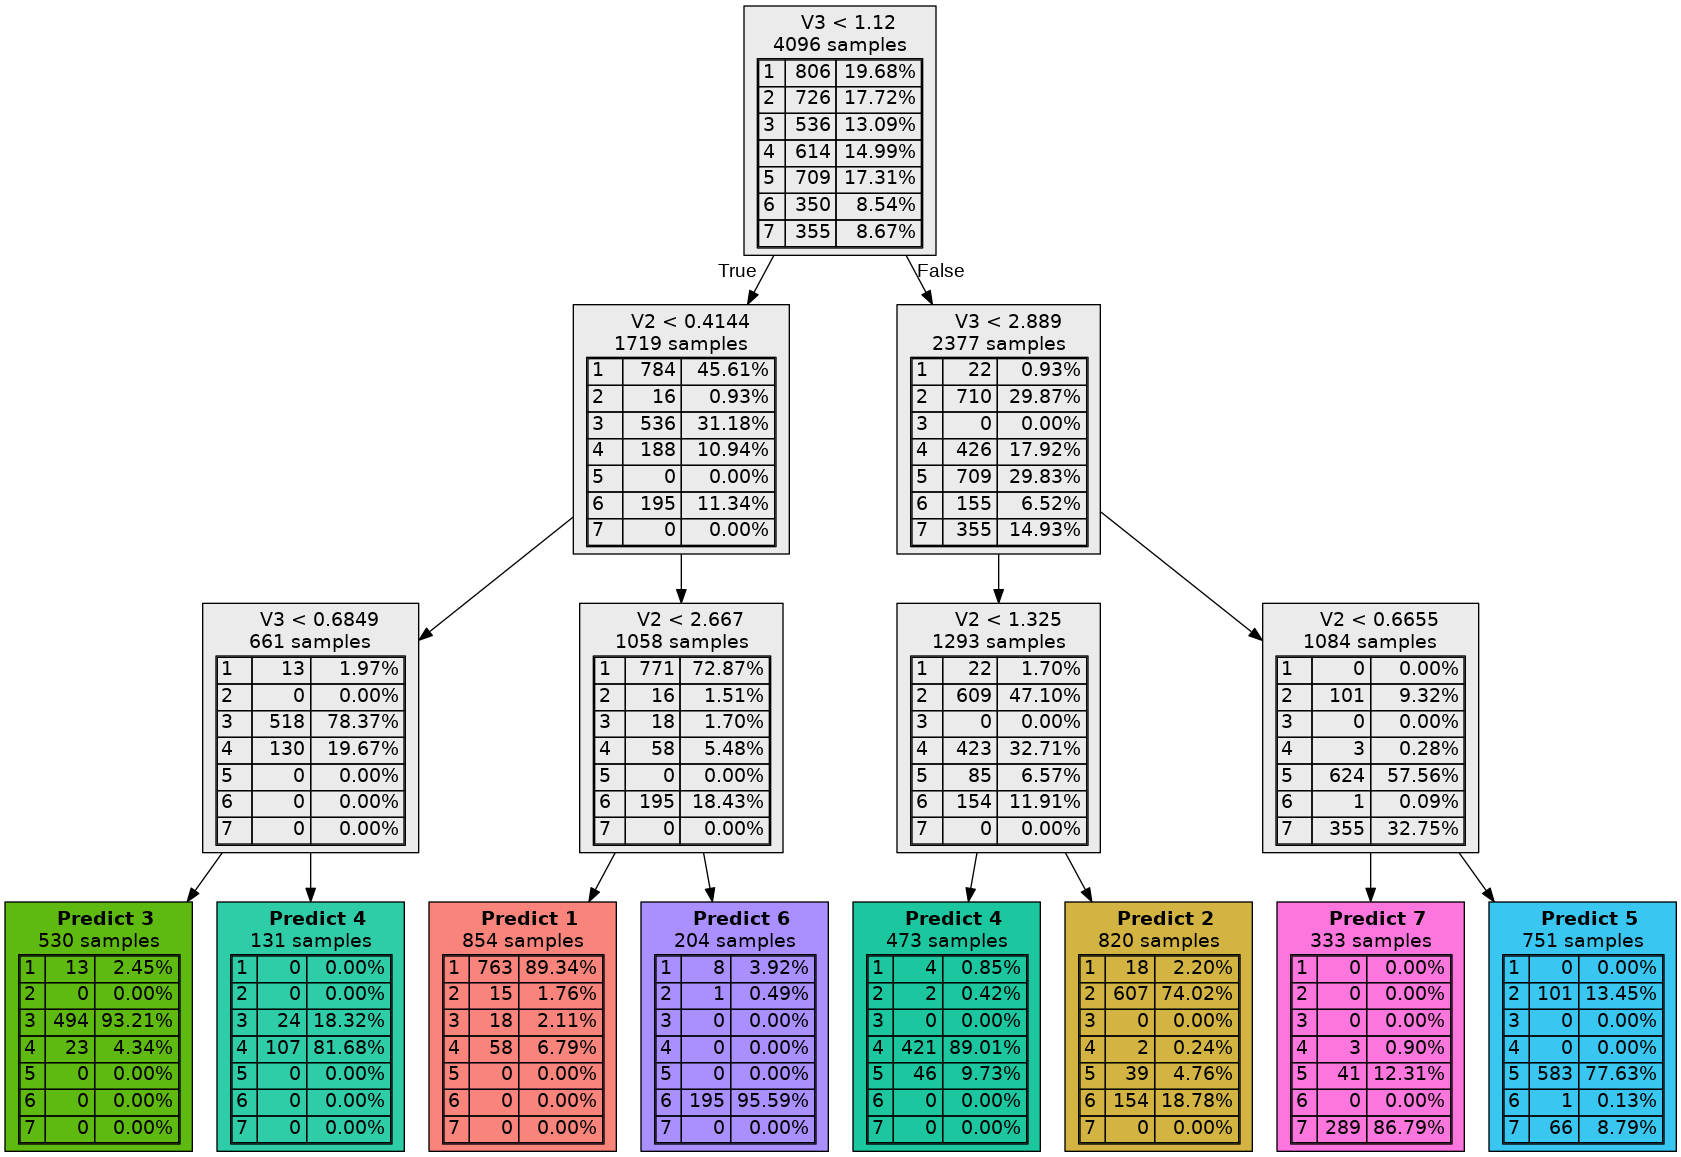 V3 < 1.12
4096 samples
1 806 19.68%
2 726 17.72%
3 536 13.09%
4 614 14.99%
5 709 17.31%
6 350 8.54%
7 355 8.67%
True
False
V2 < 0.4144
1719 samples
1 784 45.61%
2 16 0.93%
3 536 31.18%
4 188 10.94%
5 0 0.00%
6 195 11.34%
7 0 0.00%
V3 < 2.889
2377 samples
1 22 0.93%
2 710 29.87%
3 0 0.00%
4 426 17.92%
5 709 29.83%
6 155 6.52%
7 355 14.93%
V3 < 0.6849
661 samples
1 13 1.97%
2 0 0.00%
3 518 78.37%
4 130 19.67%
5 0 0.00%
6 0 0.00%
7 0 0.00%
V2 < 2.667
1058 samples
1 771 72.87%
2 16 1.51%
3 18 1.70%
4 58 5.48%
5 0 0.00%
6 195 18.43%
7 0 0.00%
V2 < 1.325
1293 samples
1 22 1.70%
2 609 47.10%
3 0 0.00%
4 423 32.71%
5 85 6.57%
6 154 11.91%
7 0 0.00%
V2 < 0.6655
1084 samples
1 0 0.00%
2 101 9.32%
3 0 0.00%
4 3 0.28%
5 624 57.56%
6 1 0.09%
7 355 32.75%
Predict 3
530 samples
1 13 2.45%
2 0 0.00%
3 494 93.21%
4 23 4.34%
5 0 0.00%
6 0 0.00%
7 0 0.00%
Predict 4
131 samples
1 0 0.00%
2 0 0.00%
3 24 18.32%
4 107 81.68%
5 0 0.00%
6 0 0.00%
7 0 0.00%
Predict 1
854 samples
1 763 89.34%
2 15 1.76%
3 18 2.11%
4 58 6.79%
5 0 0.00%
6 0 0.00%
7 0 0.00%
Predict 6
204 samples
1 8 3.92%
2 1 0.49%
3 0 0.00%
4 0 0.00%
5 0 0.00%
6 195 95.59%
7 0 0.00%
Predict 4
473 samples
1 4 0.85%
2 2 0.42%
3 0 0.00%
4 421 89.01%
5 46 9.73%
6 0 0.00%
7 0 0.00%
Predict 2
820 samples
1 18 2.20%
2 607 74.02%
3 0 0.00%
4 2 0.24%
5 39 4.76%
6 154 18.78%
7 0 0.00%
Predict 7
333 samples
1 0 0.00%
2 0 0.00%
3 0 0.00%
4 3 0.90%
5 41 12.31%
6 0 0.00%
7 289 86.79%
Predict 5
751 samples
1 0 0.00%
2 101 13.45%
3 0 0.00%
4 0 0.00%
5 583 77.63%
6 1 0.13%
7 66 8.79%